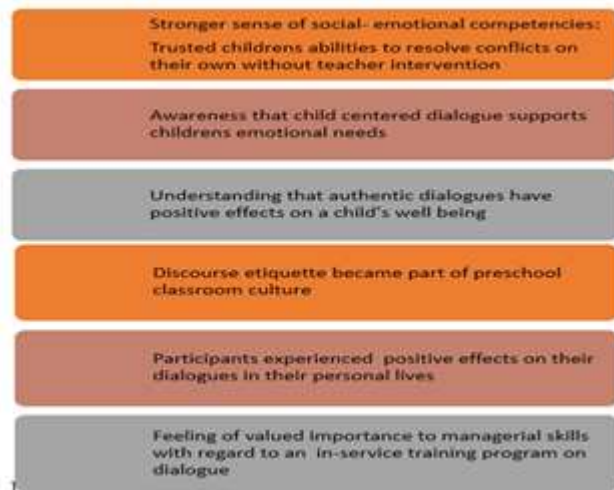 Stronger sense of social- emotional competencies:
Trusted childrens abilities to resolve conflicts on
their own without teacher intervention
Awareness that child centered dialogue supports
childrens emotional needs
Understanding that authentic dialogues have
positive effects on a child's well being
Discourse etiquette became part of preschool
classroom culture
Participants experienced positive effects on their
dialogues in their personal lives
Feeling of valued importance to managerial skills
with regard to an in-service training program on
dialogue